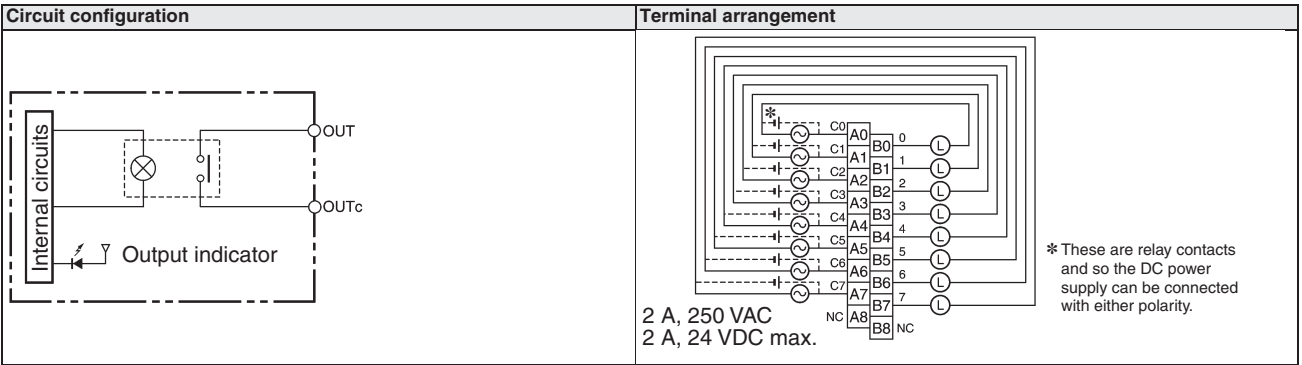 Circuit configuration
Terminal arrangement
Internal circuits
OUT
OUTc
Output indicator
*
C0 A0 B0 0 L
C1 A1 B1 1 L
C2 A2 B2 2 L
C3 A3 B3 3 L
C4 A4 B4 4 L
C5 A5 B5 5 L
C6 A6 B6 6 L
C7 A7 B7 7 L
NC A8 B8 NC
2 A, 250 VAC
2 A, 24 VDC max.
* These are relay contacts
and so the DC power
supply can be connected
with either polarity.